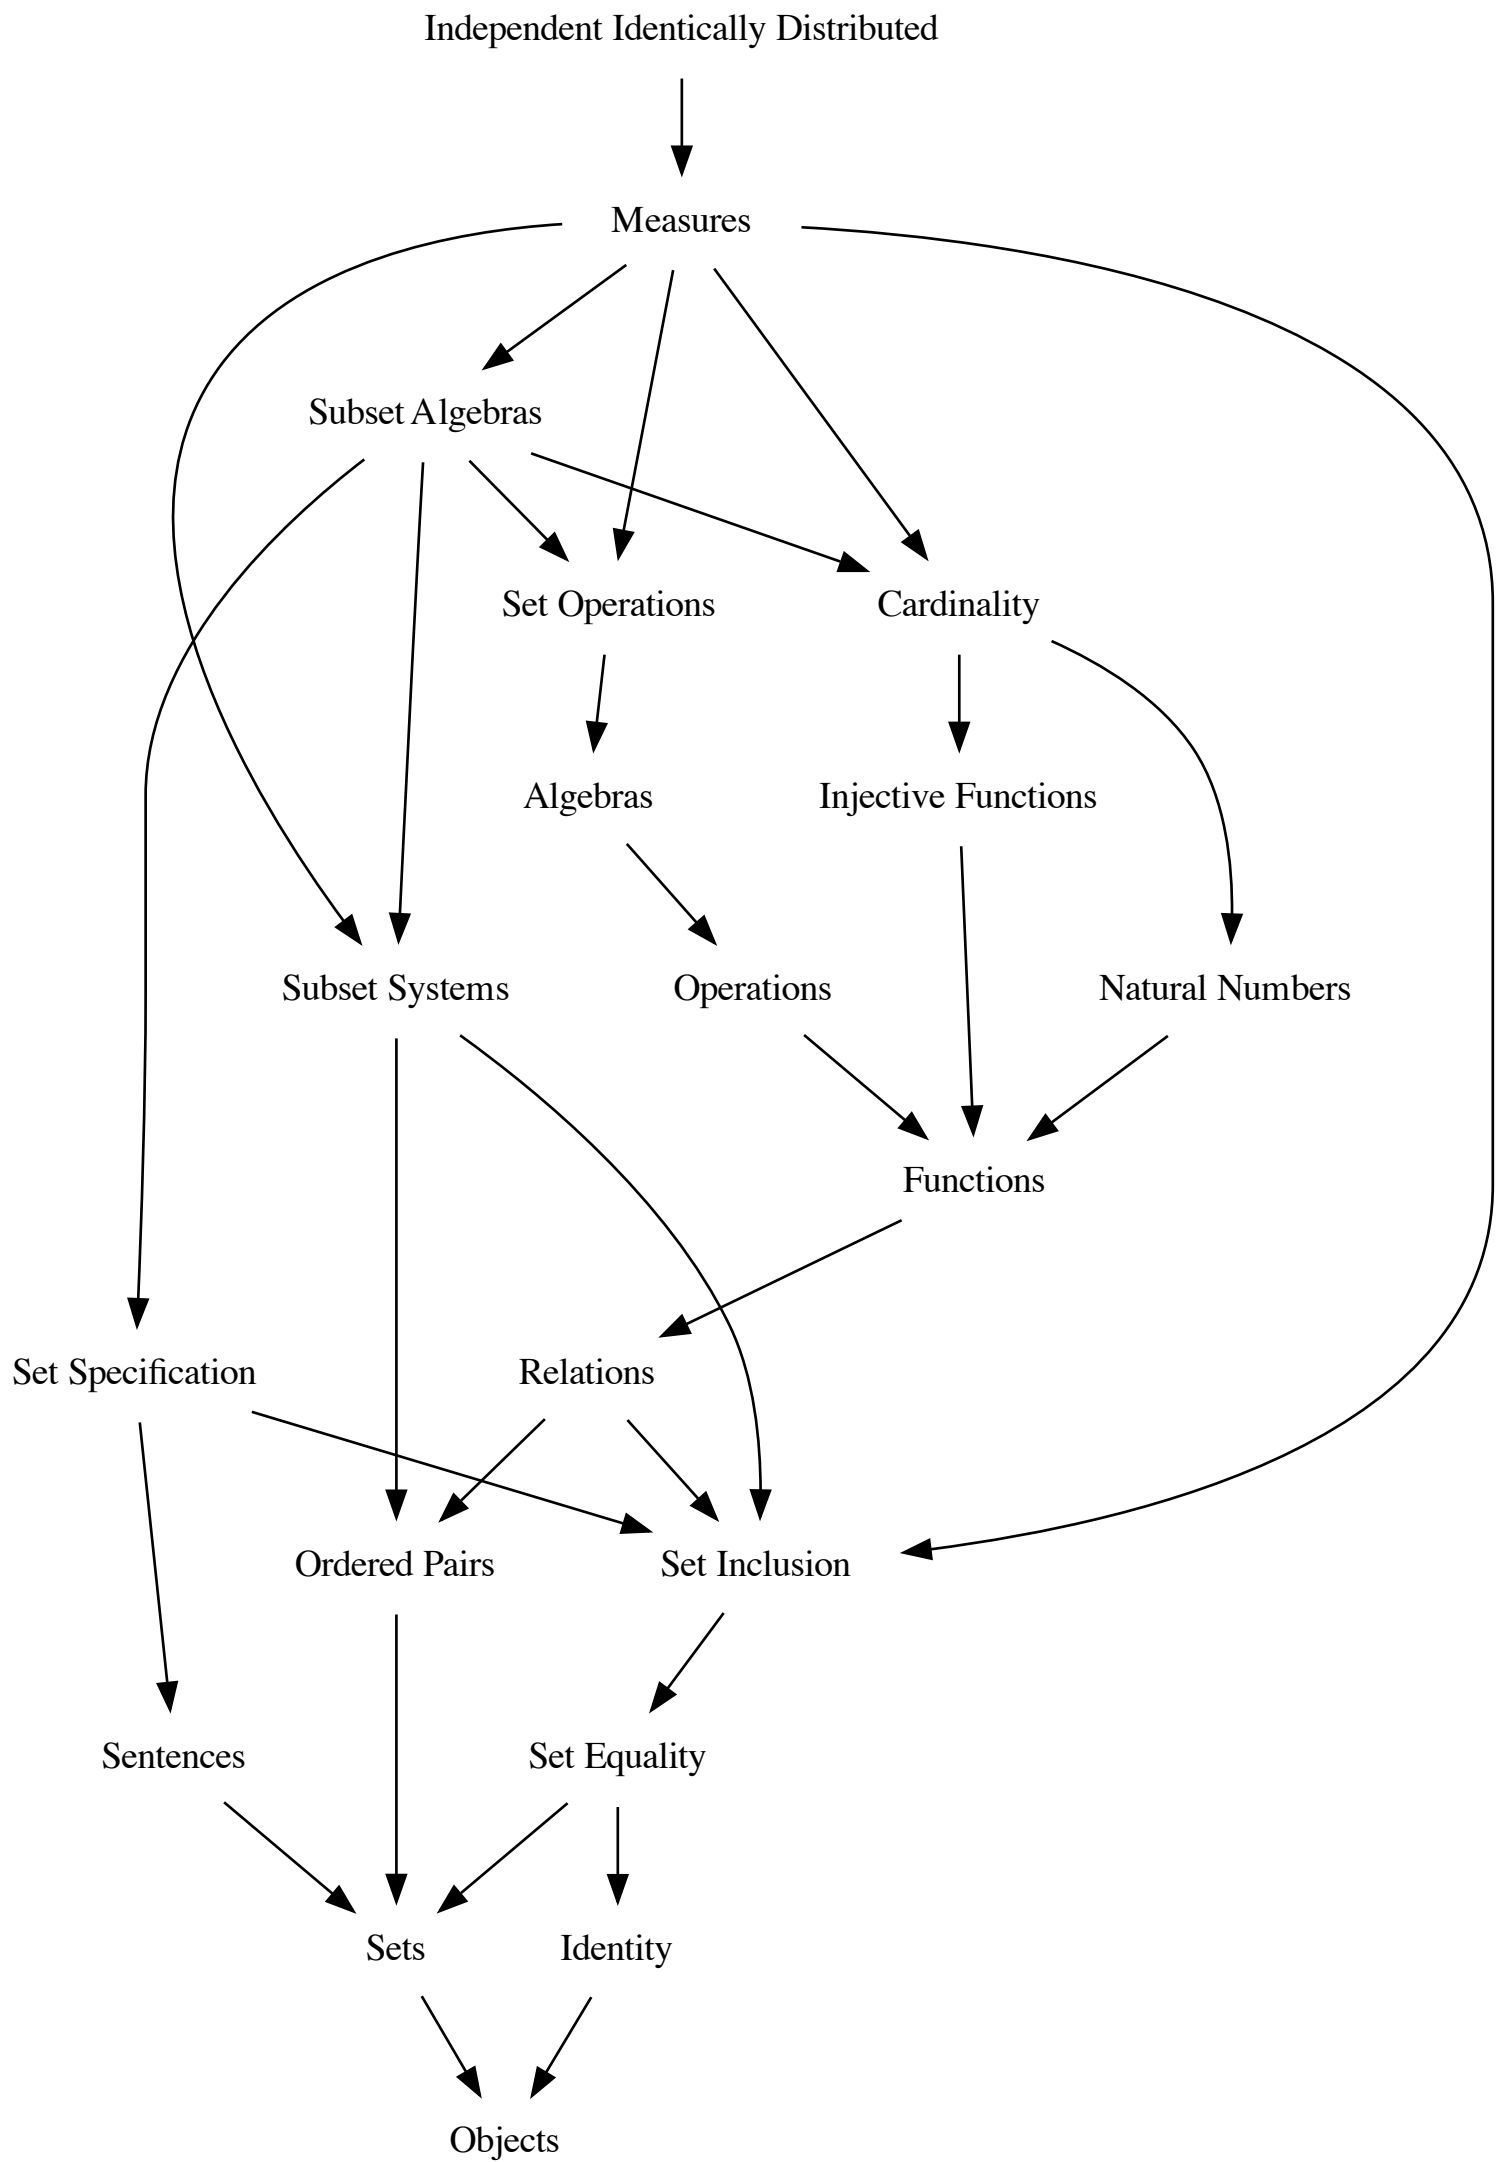 Independent Identically Distributed
Measures
Subset Algebras
Set Operations
Cardinality
Algebras
Injective Functions
Subset Systems
Operations
Natural Numbers
Functions
Set Specification
Relations
Ordered Pairs
Set Inclusion
Sentences
Set Equality
Sets
Identity
Objects